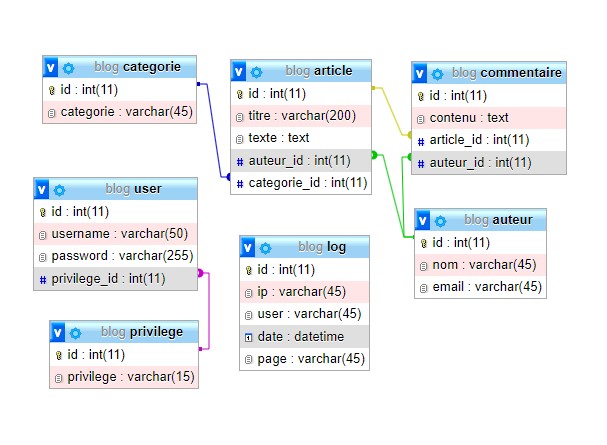 blog categorie
id : int(11)
categorie : varchar(45)
blog article
id : int(11)
titre : varchar(200)
texte : text
auteur_id : int(11)
categorie_id : int(11)
blog commentaire
id : int(11)
contenu : text
article_id : int(11)
auteur_id : int(11)
blog user
id : int(11)
username : varchar(50)
password : varchar(255)
privilege_id : int(11)
blog log
id : int(11)
ip : varchar(45)
user : varchar(45)
date : datetime
page : varchar(45)
blog auteur
id : int(11)
nom : varchar(45)
email : varchar(45)
blog privilege
id : int(11)
privilege : varchar(15)